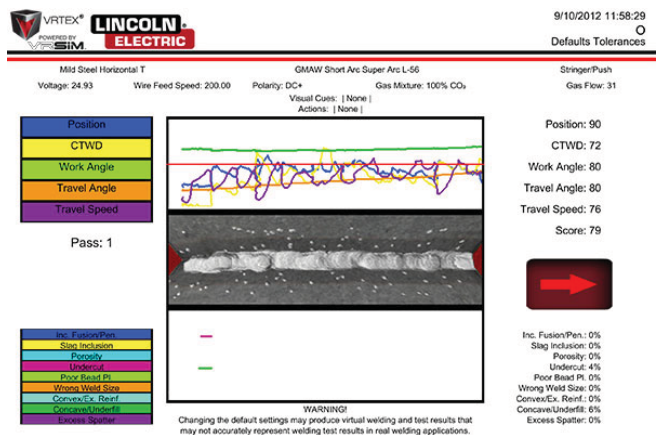 VRTEX®
POWERED BY
VRSIM
LINCOLN
ELECTRIC
9/10/2012 11:58:29
O
Defaults Tolerances
Mild Steel Horizontal T
GMAW Short Arc Super Arc L-56
Stringer/Push
Voltage: 24.93
Wire Feed Speed: 200.00
Polarity: DC+
Gas Mixture: 100% CO₂
Gas Flow: 31
Visual Cues: | None |
Actions: | None |
Position
CTWD
Work Angle
Travel Angle
Travel Speed
Pass: 1
Position: 90
CTWD: 72
Work Angle: 80
Travel Angle: 80
Travel Speed: 76
Score: 79
Inc. Fusion/Pen.
Slag Inclusion
Porosity
Undercut
Poor Bead Pl.
Wrong Weld Size
Convex/Ex. Reinf.
Concave/Underfill
Excess Spatter
Inc. Fusion/Pen.: 0%
Slag Inclusion: 0%
Porosity: 0%
Undercut: 4%
Poor Bead Pl.: 0%
Wrong Weld Size: 0%
Convex/Ex. Reinf.: 0%
Concave/Underfill: 6%
Excess Spatter: 0%
WARNING!
Changing the default settings may produce virtual welding and test results that
may not accurately represent welding test results in real welding applications.